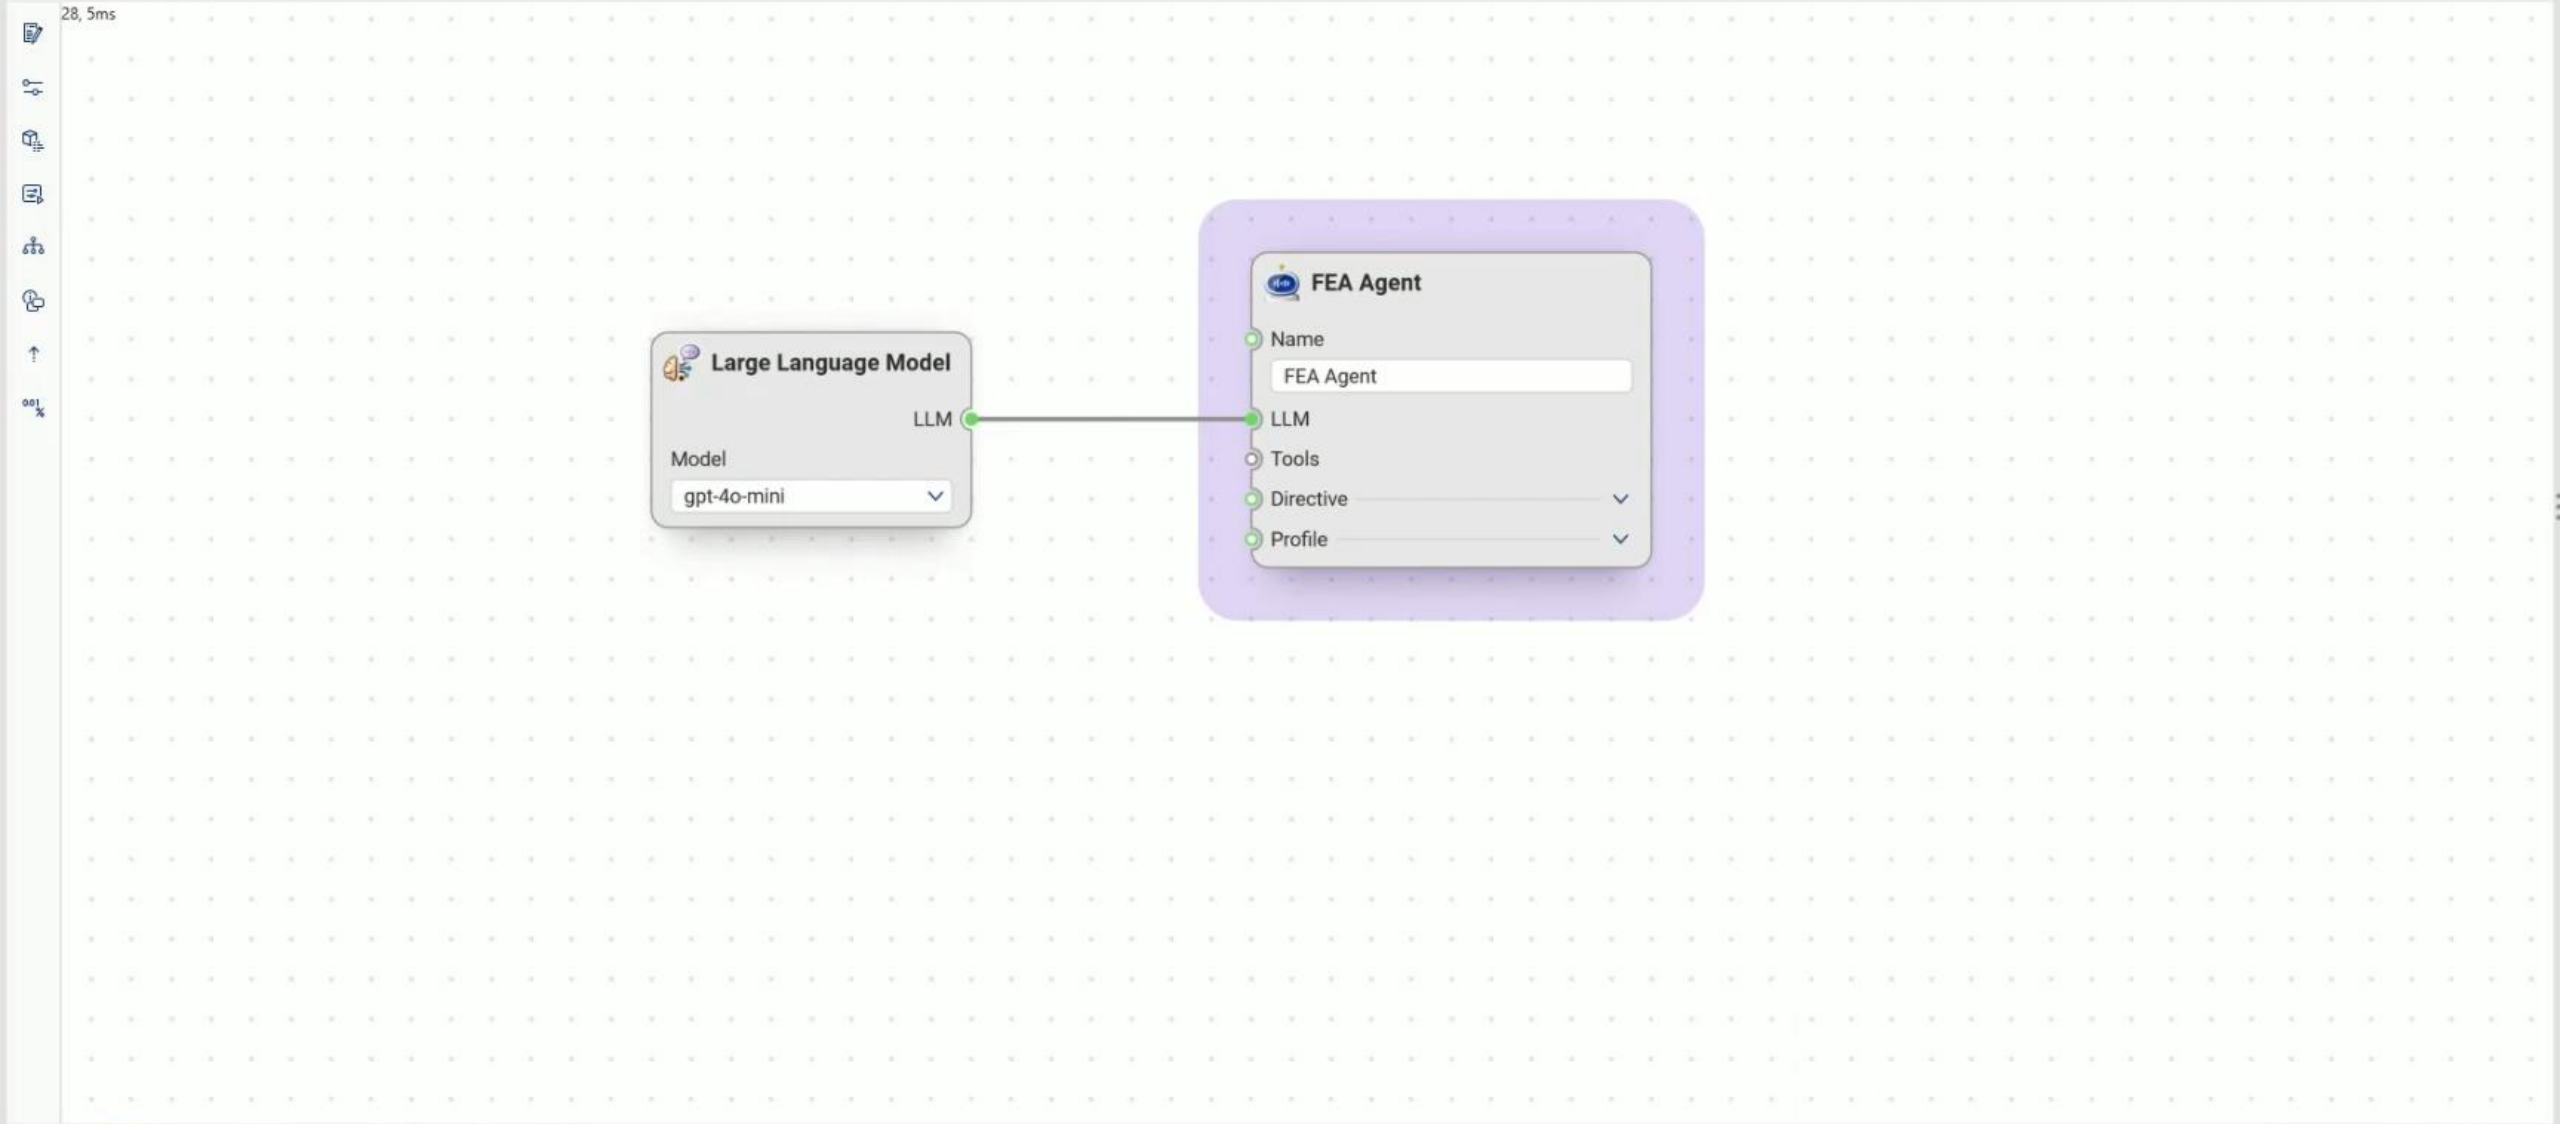 28, 5ms
FEA Agent
Name
FEA Agent
Large Language Model
LLM
LLM
Model
gpt-4o-mini
Tools
Directive
Profile